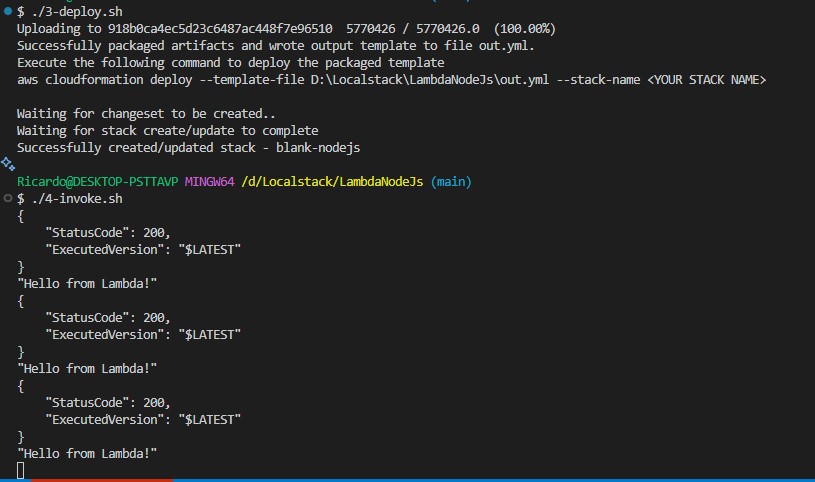 $ ./3-deploy.sh
Uploading to 918b0ca4ec5d23c6487ac448f7e96510  5770426 / 5770426.0  (100.00%)
Successfully packaged artifacts and wrote output template to file out.yml.
Execute the following command to deploy the packaged template
aws cloudformation deploy --template-file D:\Localstack\LambdaNodeJs\out.yml --stack-name <YOUR STACK NAME>

Waiting for changeset to be created..
Waiting for stack create/update to complete
Successfully created/updated stack - blank-nodejs

Ricardo@DESKTOP-PSTTAVP MINGW64 /d/Localstack/LambdaNodeJs (main)
$ ./4-invoke.sh
{
    "StatusCode": 200,
    "ExecutedVersion": "$LATEST"
}
"Hello from Lambda!"
{
    "StatusCode": 200,
    "ExecutedVersion": "$LATEST"
}
"Hello from Lambda!"
{
    "StatusCode": 200,
    "ExecutedVersion": "$LATEST"
}
"Hello from Lambda!"